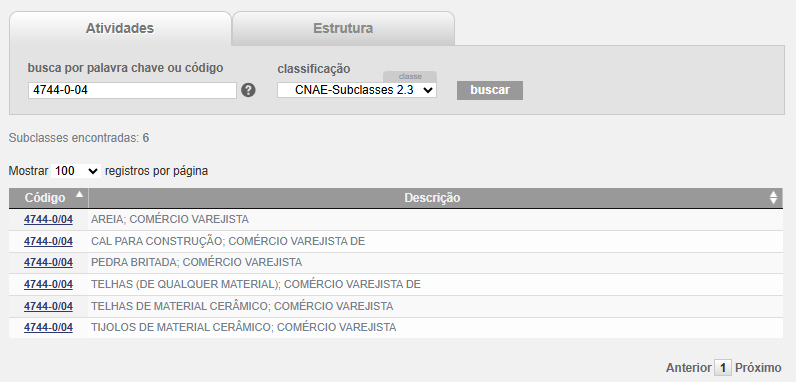 Atividades Estrutura
busca por palavra chave ou código classificação
classe
4744-0-04 ? CNAE-Subclasses 2.3 buscar
Subclasses encontradas: 6
Mostrar 100 registros por página
Código Descrição
4744-0/04 AREIA; COMÉRCIO VAREJISTA
4744-0/04 CAL PARA CONSTRUÇÃO; COMÉRCIO VAREJISTA DE
4744-0/04 PEDRA BRITADA; COMÉRCIO VAREJISTA
4744-0/04 TELHAS (DE QUALQUER MATERIAL); COMÉRCIO VAREJISTA DE
4744-0/04 TELHAS DE MATERIAL CERÂMICO; COMÉRCIO VAREJISTA
4744-0/04 TIJOLOS DE MATERIAL CERÂMICO; COMÉRCIO VAREJISTA
Anterior 1 Próximo